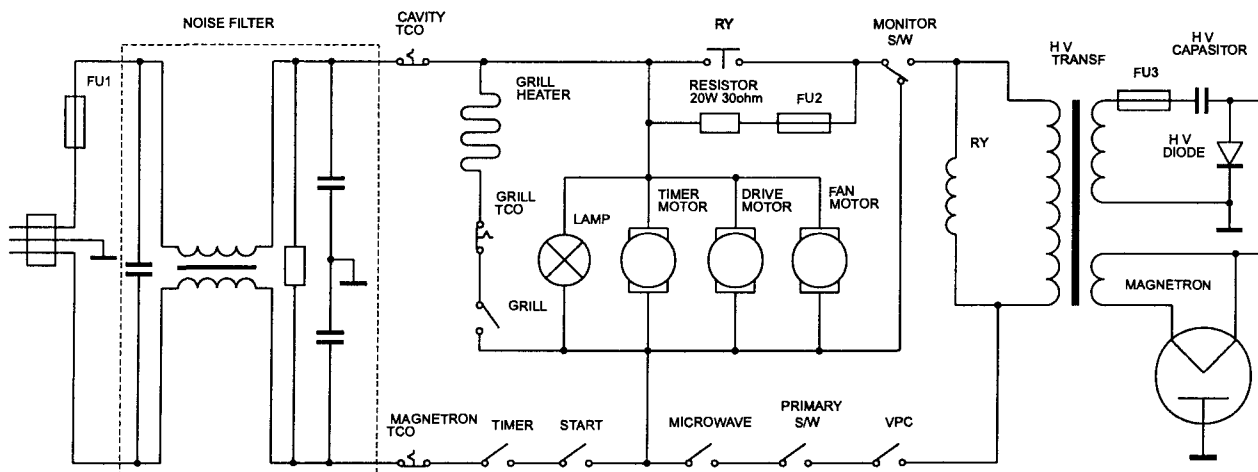 NOISE FILTER
CAVITY
TCO
RY
MONITOR
S/W
H V
TRANSF
H V
CAPASITOR
FU1
FU3
GRILL
HEATER
RESISTOR
20W 30ohm
FU2
RY
H V
DIODE
GRILL
TCO
LAMP
TIMER
MOTOR
DRIVE
MOTOR
FAN
MOTOR
GRILL
MAGNETRON
MAGNETRON
TCO
TIMER
START
MICROWAVE
PRIMARY
S/W
VPC